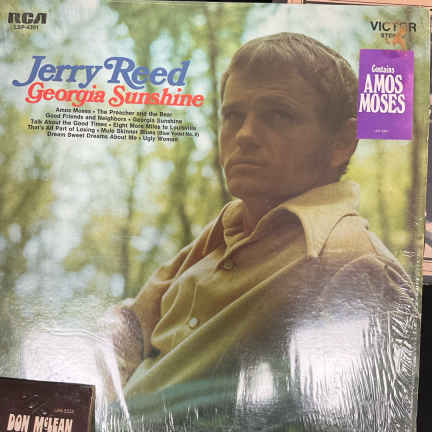 RCA
LSP-4391
VICTOR
STEREO
Jerry Reed
Georgia Sunshine
Amos Moses • The Preacher and the Bear
Good Friends and Neighbors • Georgia Sunshine
Talk About the Good Times • Eight More Miles to Louisville
That's All Part of Losing • Mule Skinner Blues (Blue Yodel No. 8)
Dream Sweet Dreams About Me • Ugly Woman
Contains
AMOS
MOSES
DON McLEAN